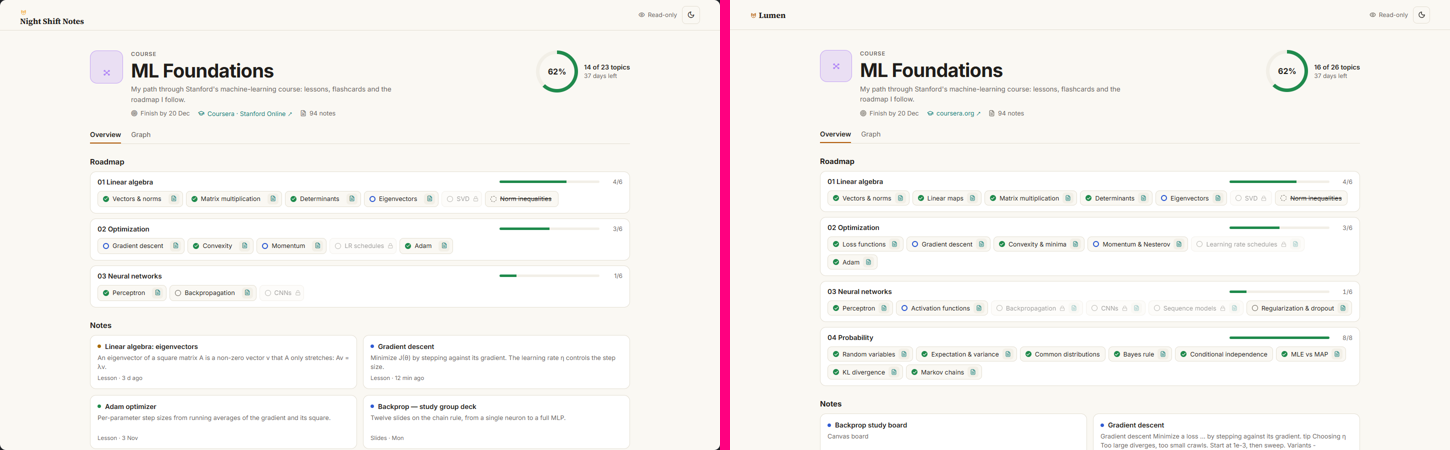 Night Shift Notes
Read-only
COURSE
ML Foundations
My path through Stanford's machine-learning course: lessons, flashcards and the
roadmap I follow.
Finish by 20 Dec
Coursera · Stanford Online ↗
94 notes
62%
14 of 23 topics
37 days left
Overview
Graph
Roadmap
01 Linear algebra
4/6
Vectors & norms
Matrix multiplication
Determinants
Eigenvectors
SVD
Norm inequalities
02 Optimization
3/6
Gradient descent
Convexity
Momentum
LR schedules
Adam
03 Neural networks
1/6
Perceptron
Backpropagation
CNNs
Notes
Linear algebra: eigenvectors
An eigenvector of a square matrix A is a non-zero vector v that A only stretches: Av =
λv.
Lesson · 3 d ago
Gradient descent
Minimize J(θ) by stepping against its gradient. The learning rate η controls the step
size.
Lesson · 12 min ago
Adam optimizer
Per-parameter step sizes from running averages of the gradient and its square.
Lesson · 3 Nov
Backprop — study group deck
Twelve slides on the chain rule, from a single neuron to a full MLP.
Slides · Mon
Lumen
Read-only
COURSE
ML Foundations
My path through Stanford's machine-learning course: lessons, flashcards and the
roadmap I follow.
Finish by 20 Dec
coursera.org ↗
94 notes
62%
16 of 26 topics
37 days left
Overview
Graph
Roadmap
01 Linear algebra
4/6
Vectors & norms
Linear maps
Matrix multiplication
Determinants
Eigenvectors
SVD
Norm inequalities
02 Optimization
3/6
Loss functions
Gradient descent
Convexity & minima
Momentum & Nesterov
Learning rate schedules
Adam
03 Neural networks
1/6
Perceptron
Activation functions
Backpropagation
CNNs
Sequence models
Regularization & dropout
04 Probability
8/8
Random variables
Expectation & variance
Common distributions
Bayes rule
Conditional independence
MLE vs MAP
KL divergence
Markov chains
Notes
Backprop study board
Canvas board
Gradient descent
Gradient descent Minimize a loss ... by stepping against its gradient. tip Choosing η
Too large diverges, too small crawls. Start at 1e-3, then sweep. Variants -